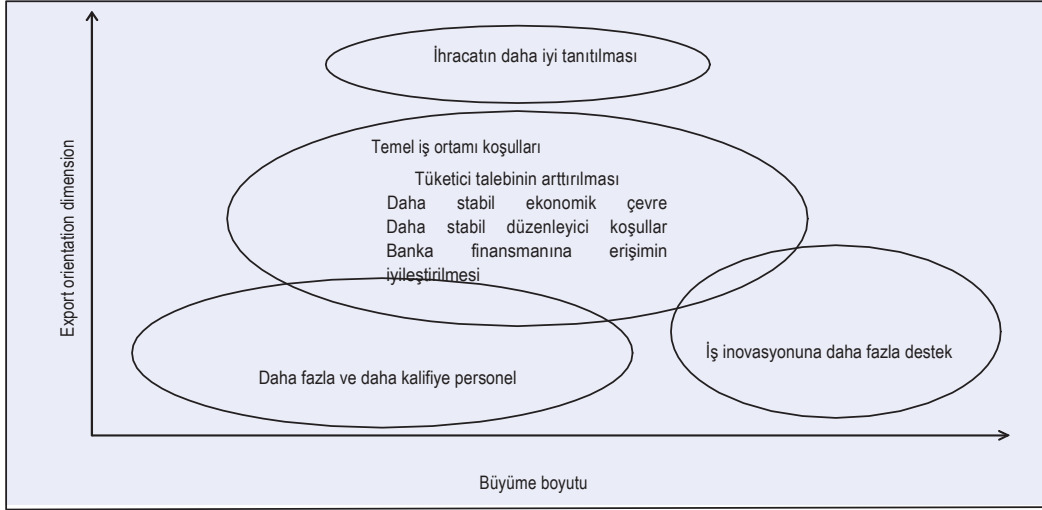 İhracatın daha iyi tanıtılması
Temel iş ortamı koşulları
Tüketici talebinin arttırılması
Daha stabil ekonomik çevre
Daha stabil düzenleyici koşullar
Banka finansmanına erişimin
iyileştirilmesi
Export orientation dimension
İş inovasyonuna daha fazla destek
Daha fazla ve daha kalifiye personel
Büyüme boyutu